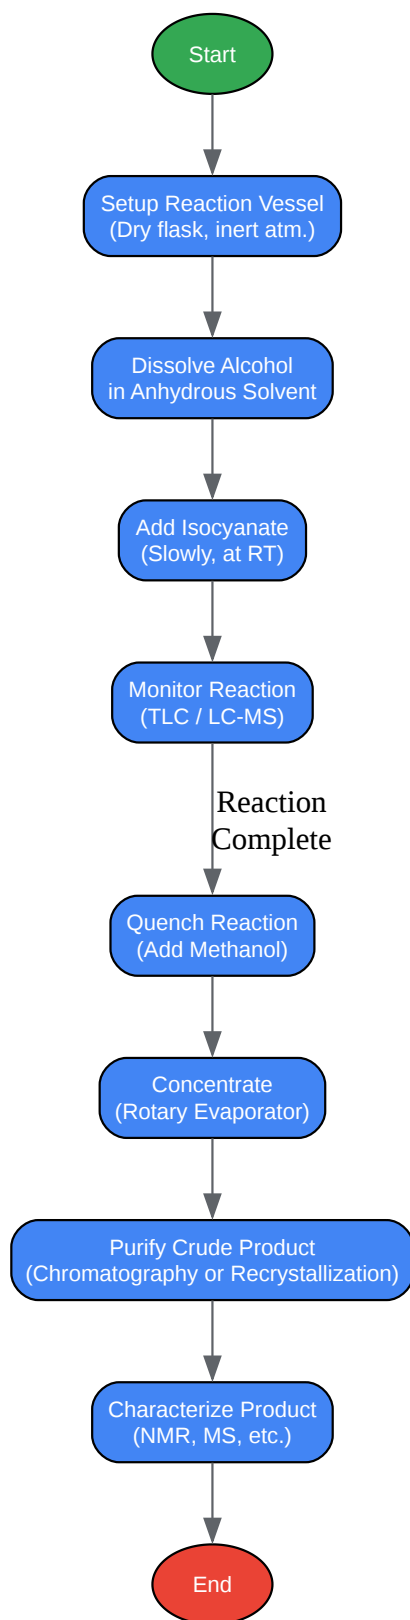 Start
Setup Reaction Vessel
(Dry flask, inert atm.)
Dissolve Alcohol
in Anhydrous Solvent
Add Isocyanate
(Slowly, at RT)
Monitor Reaction
(TLC / LC-MS)
Reaction
Complete
Quench Reaction
(Add Methanol)
Concentrate
(Rotary Evaporator)
Purify Crude Product
(Chromatography or Recrystallization)
Characterize Product
(NMR, MS, etc.)
End